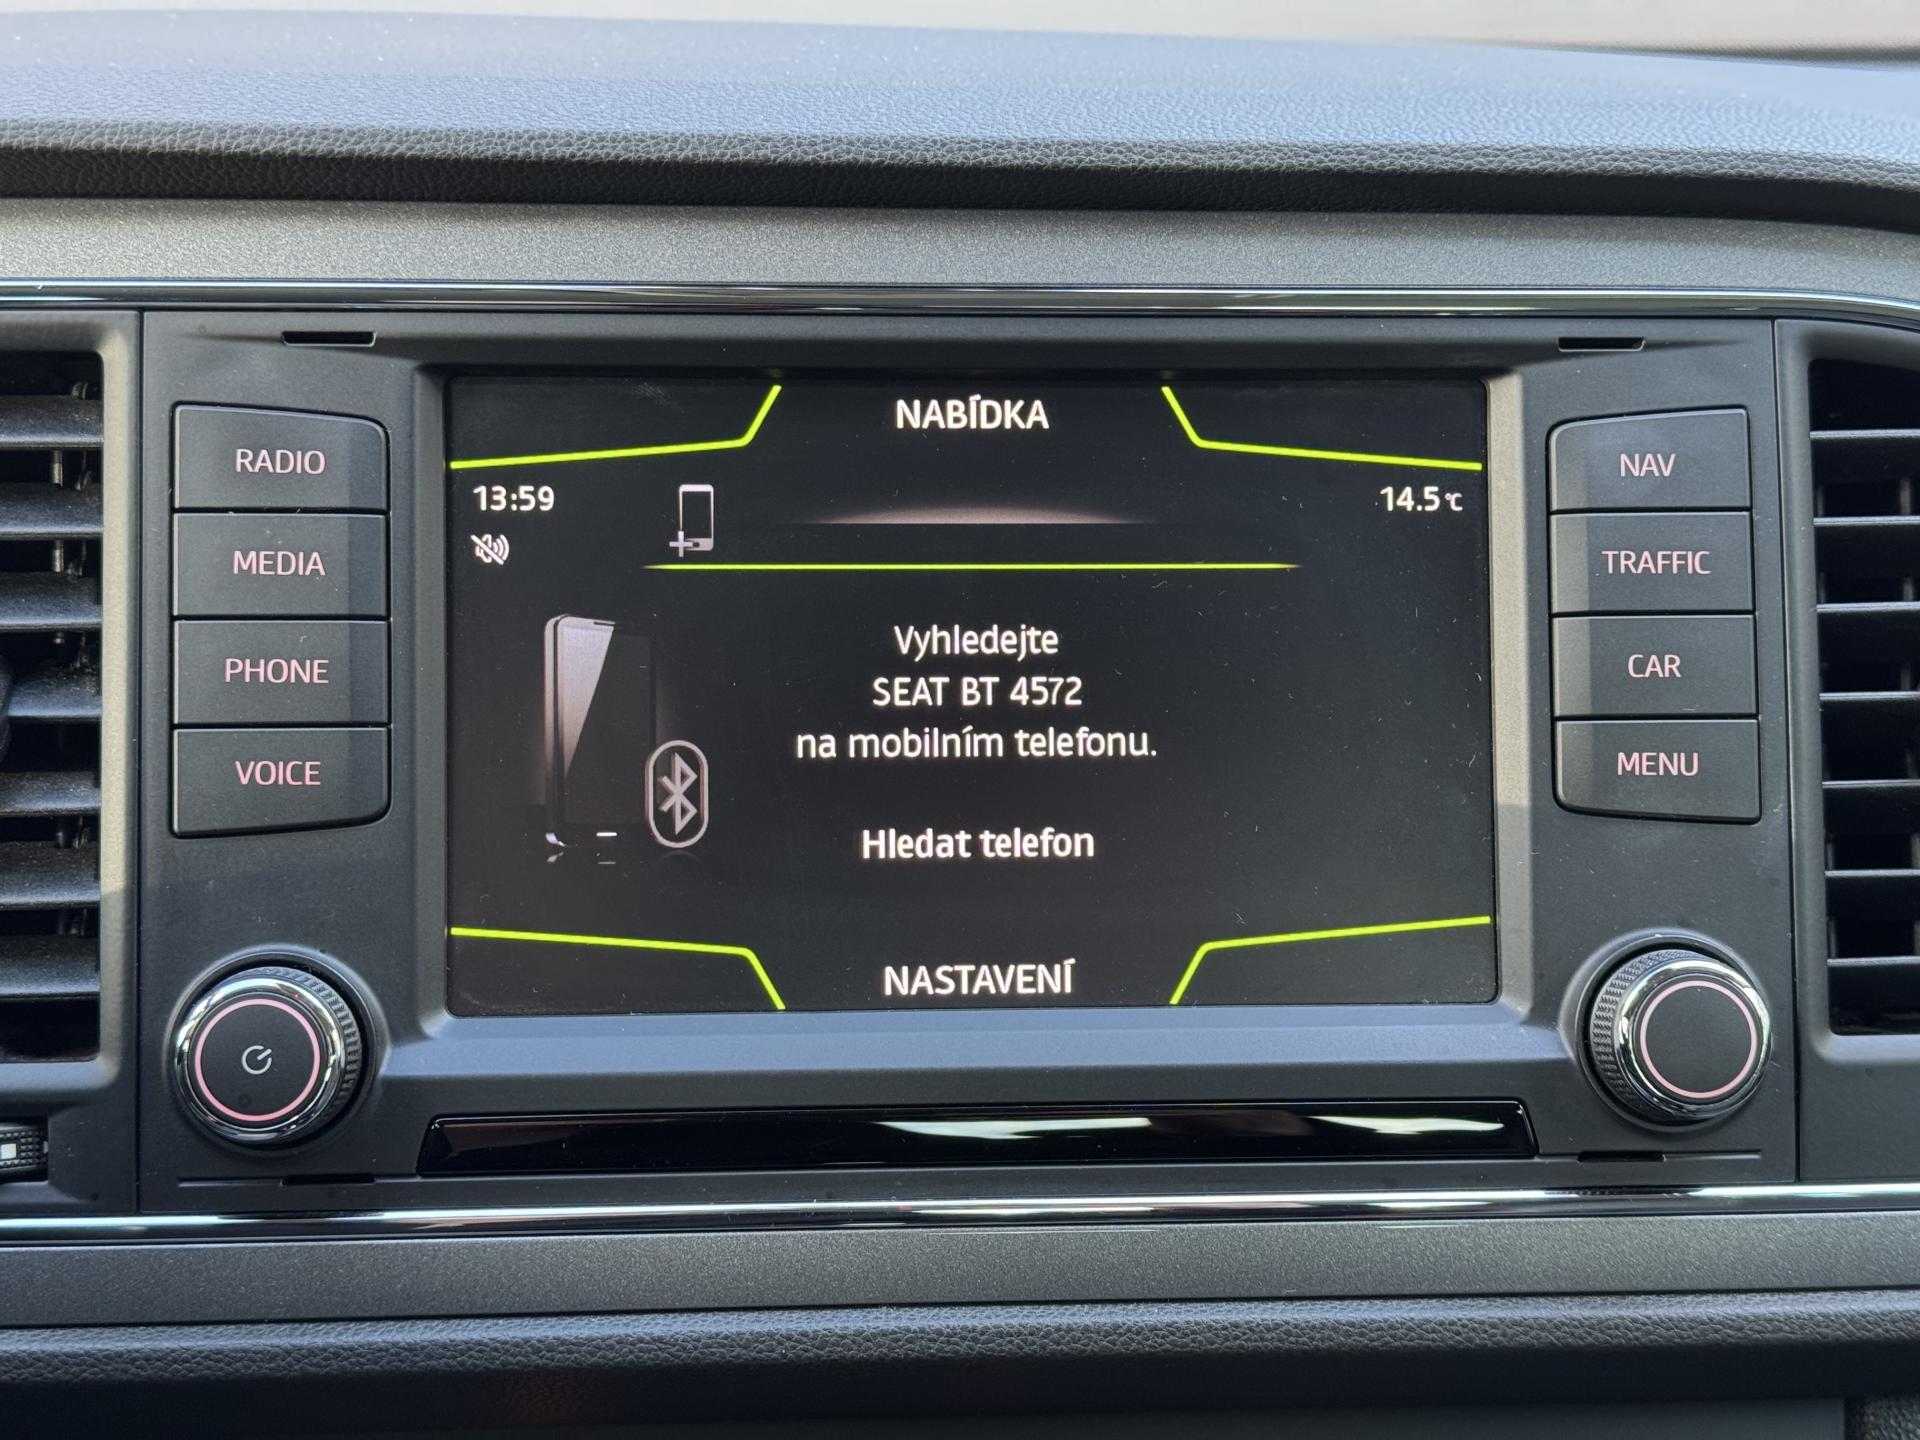 NABÍDKA
13:59
14.5°C
Vyhledejte
SEAT BT 4572
na mobilním telefonu.
Hledat telefon
NASTAVENÍ
RADIO
MEDIA
PHONE
VOICE
NAV
TRAFFIC
CAR
MENU